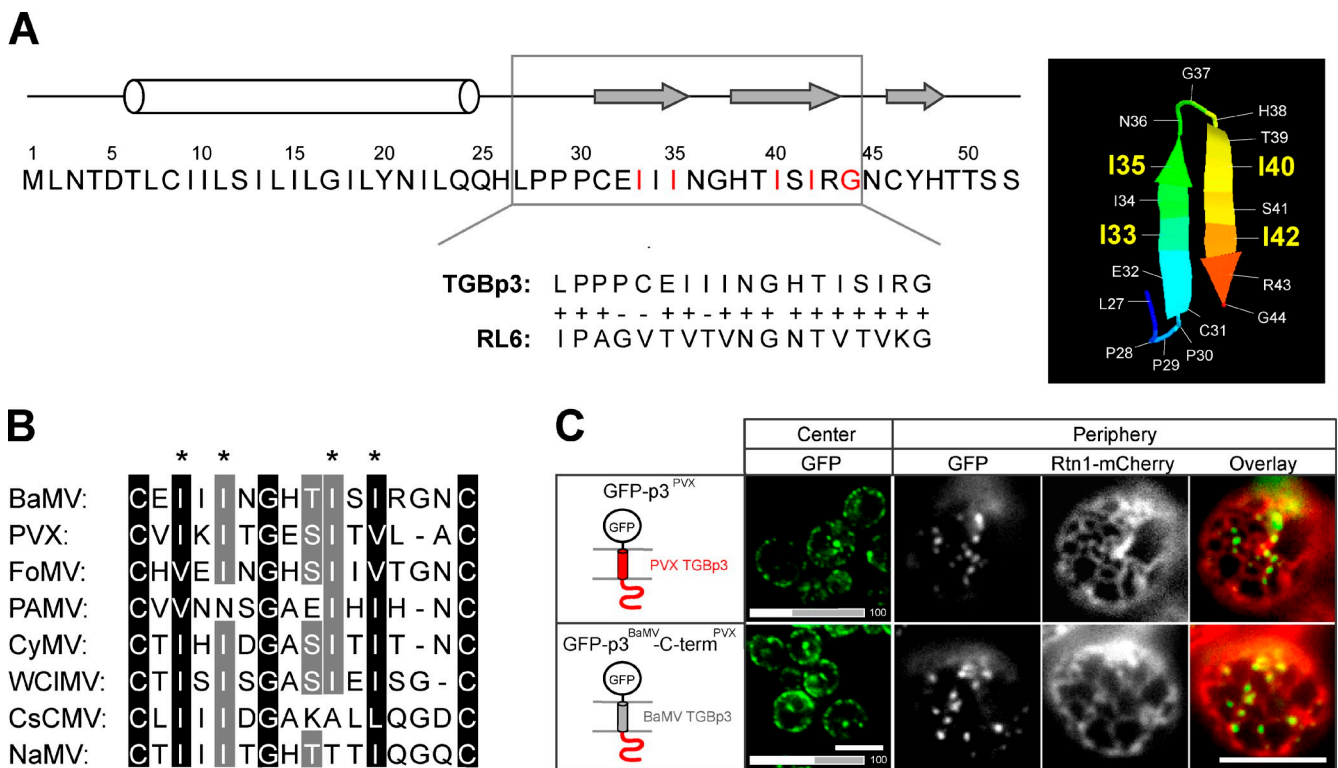 A
1 5 10 15 20 25 30 35 40 45 50
MLNTDTLCIILSILILGILYNILQQHLPPPCEIIINGHTISIRGNCYHTTSS
TGBp3: LPPPCEIIINGHTISIRG
+ + + - - + + - + + + + + + + + +
RL6: IPAGVTVTVNGNTVTVKG
G37
N36
H38
T39
I35
I40
I34
S41
I33
I42
E32
R43
L27
G44
C31
P28
P30
P29
B
* * * *
BaMV: CEIIINGHTISIRGNC
PVX: CVIKITGESITVL-AC
FoMV: CHVEINGHSIIVTGNC
PAMV: CVVNNSGAEIHIH-NC
CyMV: CTIHIDGASITIT-NC
WClMV: CTISISGASIEISG-C
CsCMV: CLIIIDGAKALLQGDC
NaMV: CTIIITGHTTTIQGQC
C
Center Periphery
GFP GFP Rtn1-mCherry Overlay
GFP-p3PVX
GFP
PVX TGBp3
100
GFP-p3BaMV-C-termPVX
GFP
BaMV TGBp3
100